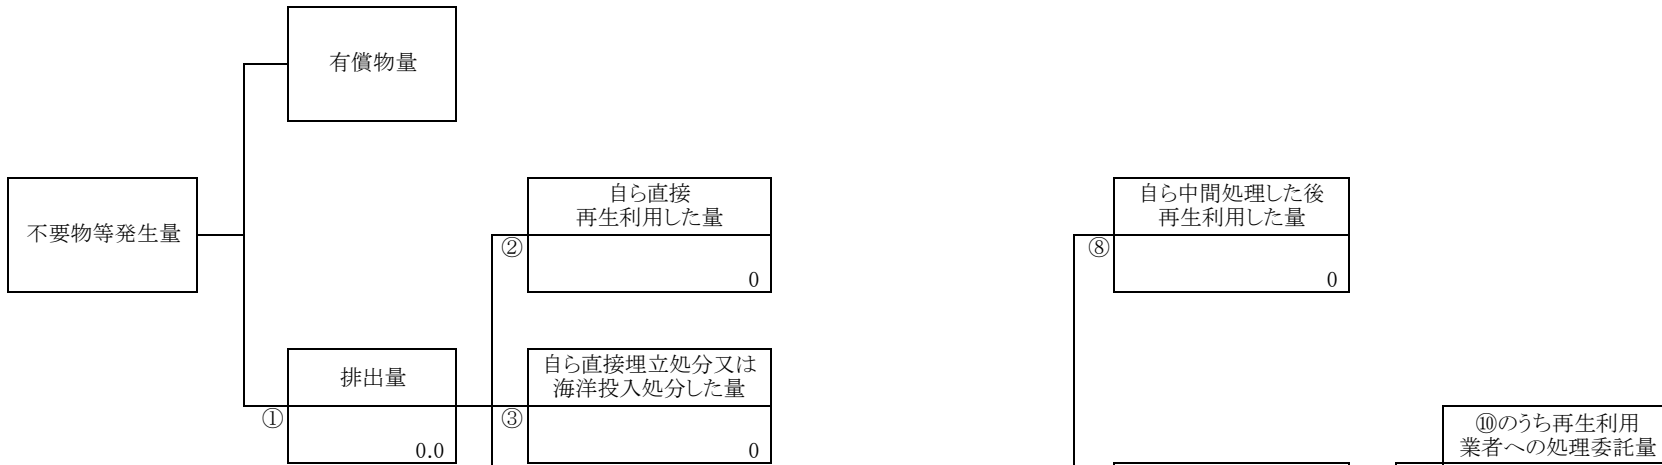 有償物量
不要物等発生量
自ら直接
再生利用した量
②
0
自ら中間処理した後
再生利用した量
⑧
0
排出量
①
0.0
自ら直接埋立処分又は
海洋投入処分した量
③
0
⑩のうち再生利用
業者への処理委託量